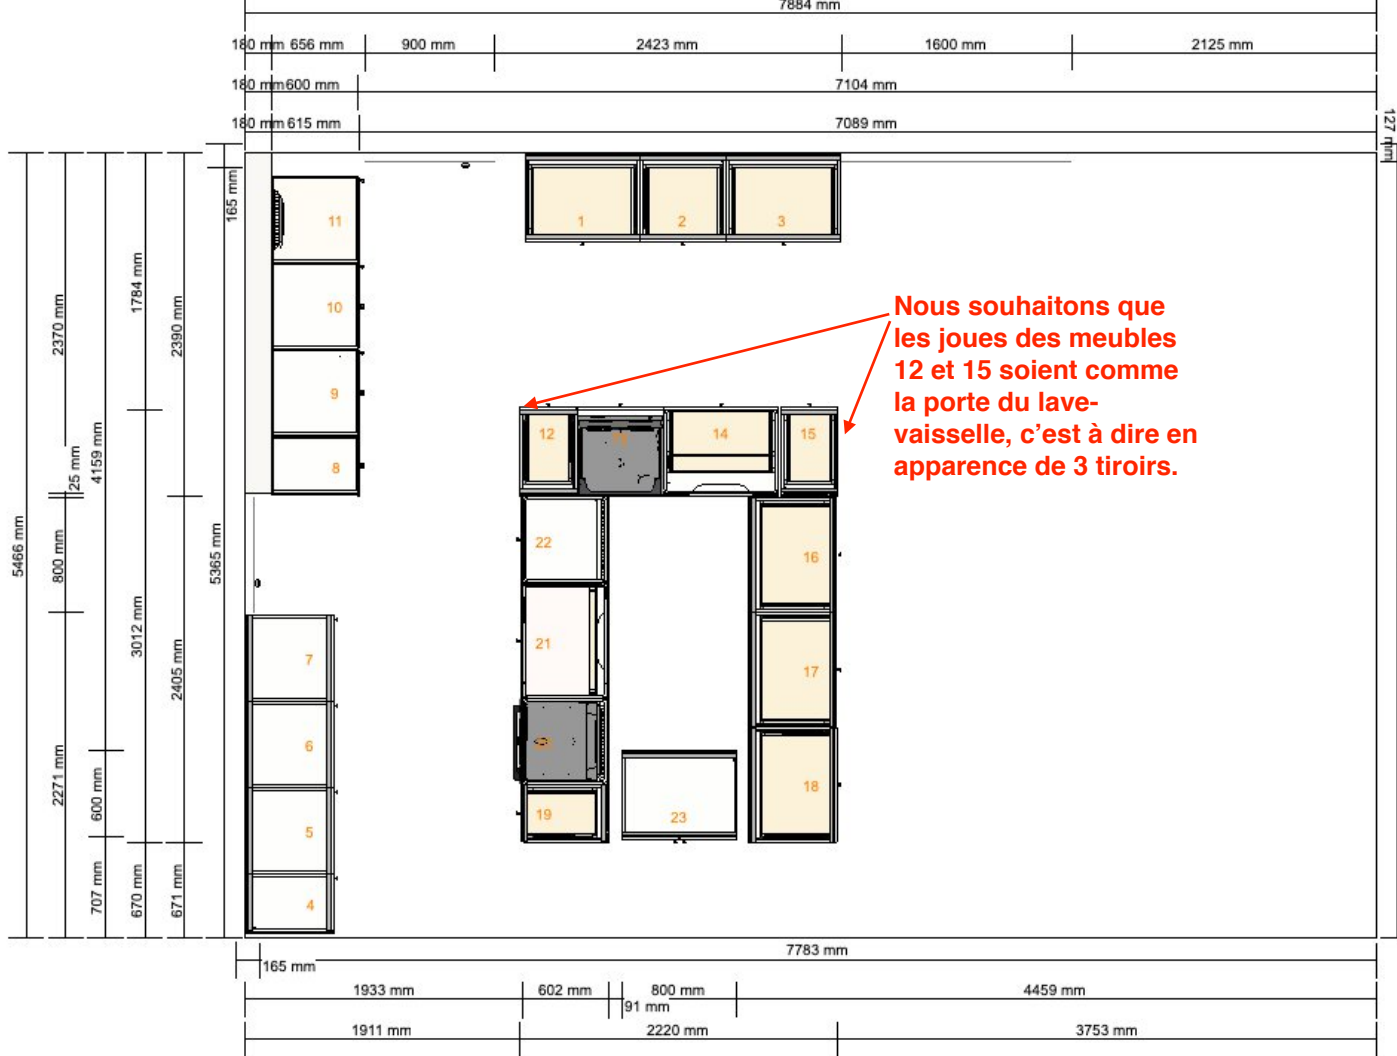 7884 mm
180 mm 656 mm 900 mm 2423 mm 1600 mm 2125 mm
180 mm 600 mm 7104 mm
180 mm 615 mm 7089 mm
127 mm
165 mm
11
1 2 3
10
1784 mm
2370 mm
2390 mm
9
Nous souhaitons que
les joues des meubles
12 et 15 soient comme
la porte du lave-
vaisselle, c'est à dire en
apparence de 3 tiroirs.
12 14 15
8
25 mm
4159 mm
5466 mm
800 mm
5365 mm
22
16
3012 mm
2405 mm
7
21
17
6
2271 mm
600 mm
18
19
23
5
707 mm
670 mm
671 mm
4
7783 mm
165 mm
1933 mm 602 mm 800 mm 4459 mm
91 mm
1911 mm 2220 mm 3753 mm